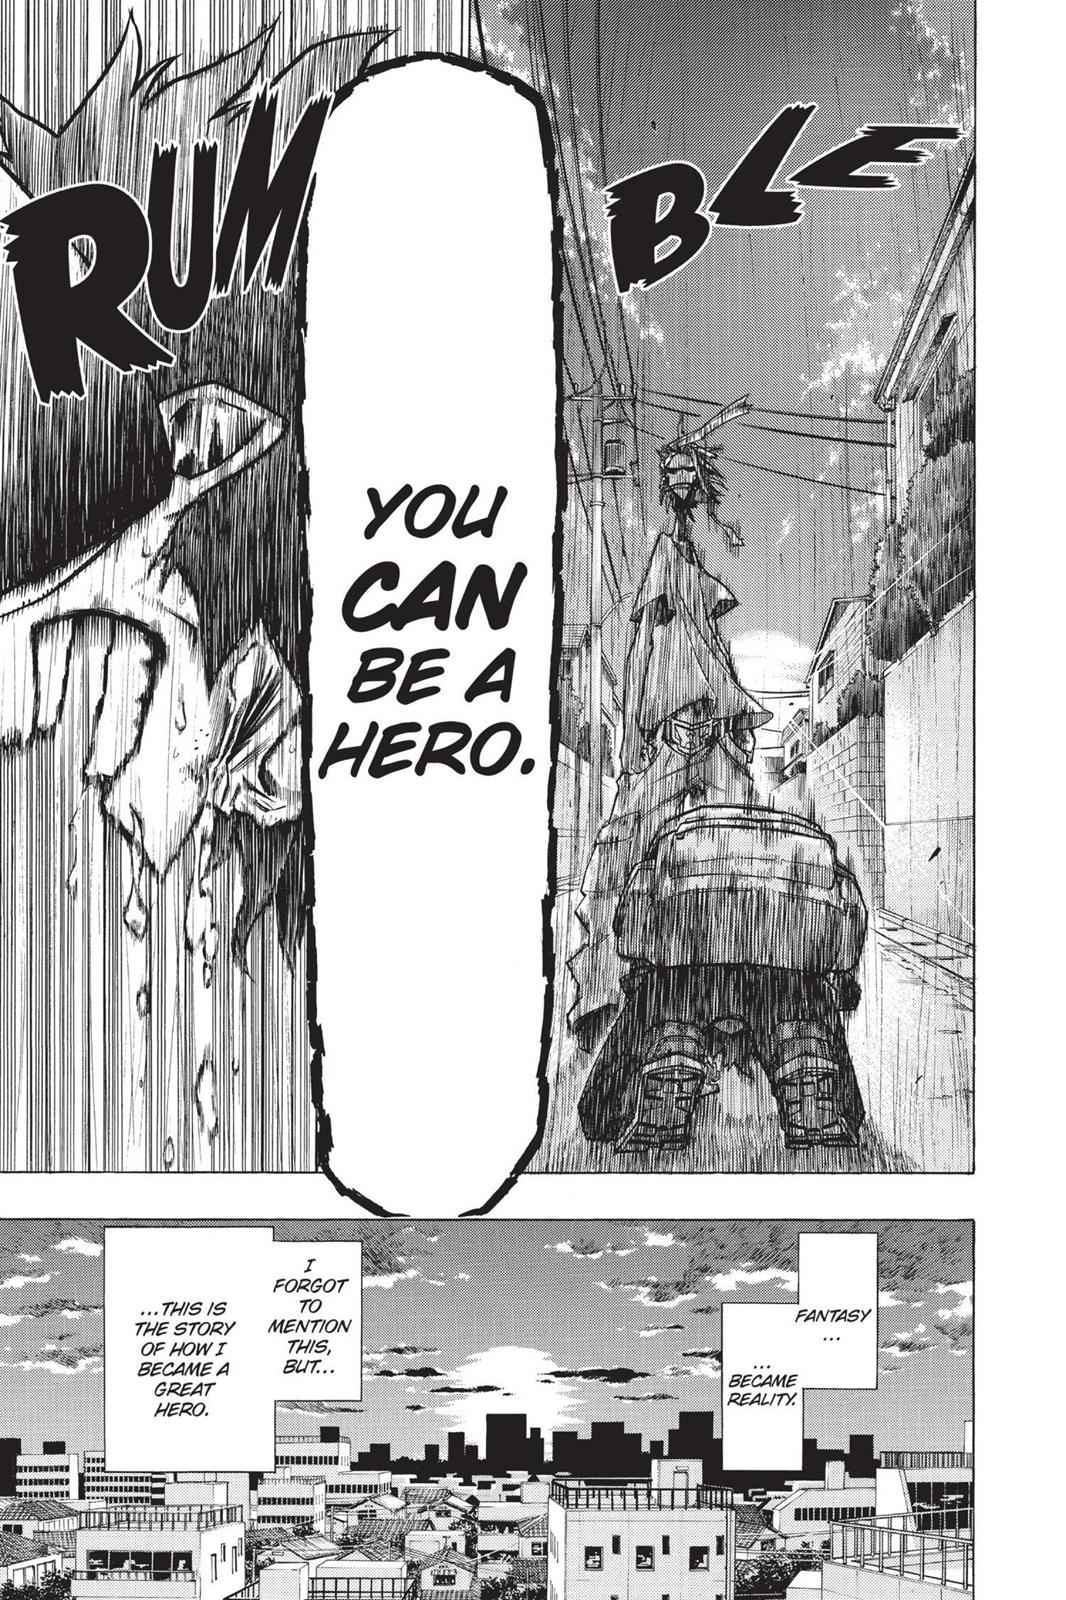 RUM
BLE
YOU
CAN
BE A
HERO.
FANTASY
...
...
BECAME
REALITY.
I
FORGOT
TO
MENTION
THIS,
BUT...
...THIS IS
THE STORY
OF HOW I
BECAME A
GREAT
HERO.